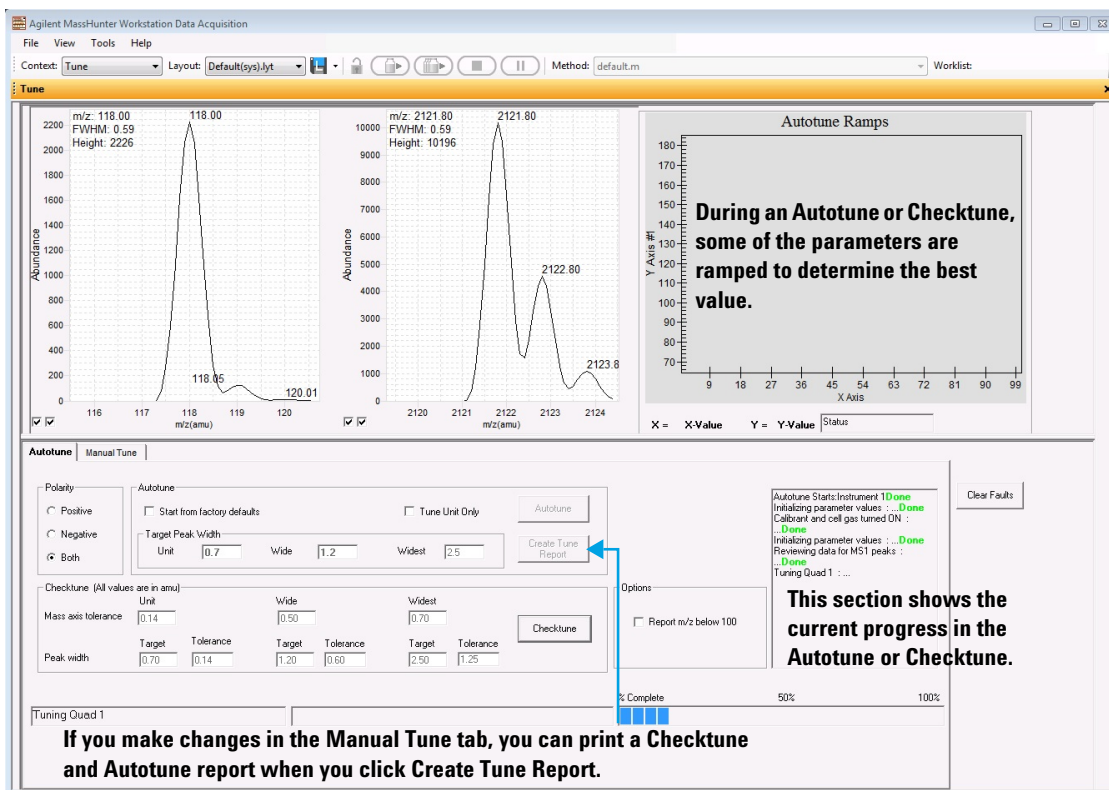 Agilent MassHunter Workstation Data Acquisition
File View Tools Help
Context: Tune Layout: Default(sys).lyt Method: default.m Worklist:
Tune
m/z: 118.00
FWHM: 0.59
Height: 2226
118.00
2200
2000
1800
1600
1400
1200
1000
800
600
400
200
0
Abundance
118.05
120.01
116 117 118 119 120
m/z(amu)
m/z: 2121.80
FWHM: 0.59
Height: 10196
2121.80
10000
9000
8000
7000
6000
5000
4000
3000
2000
1000
0
Abundance
2122.80
2123.8
2120 2121 2122 2123 2124
m/z(amu)
Autotune Ramps
180
170
160
150
140
130
120
110
100
90
80
70
Y Axis #1
During an Autotune or Checktune,
some of the parameters are
ramped to determine the best
value.
9 18 27 36 45 54 63 72 81 90 99
X Axis
X = X-Value Y = Y-Value Status
Autotune Manual Tune
Polarity
Positive
Negative
Both
Autotune
Start from factory defaults Tune Unit Only Autotune
Target Peak Width
Unit 0.7 Wide 1.2 Widest 2.5
Create Tune
Report
Checktune (All values are in amu)
Unit Wide Widest
Mass axis tolerance 0.14 0.50 0.70
Target Tolerance Target Tolerance Target Tolerance
Peak width 0.70 0.14 1.20 0.60 2.50 1.25
Checktune
Options
Report m/z below 100
Autotune Starts:Instrument 1Done
Initializing parameter values : ...Done
Calibrant and cell gas turned ON :
...Done
Initializing parameter values : ...Done
Reviewing data for MS1 peaks :
...Done
Tuning Quad 1 : ...
Clear Faults
This section shows the
current progress in the
Autotune or Checktune.
% Complete 50% 100%
Tuning Quad 1
If you make changes in the Manual Tune tab, you can print a Checktune
and Autotune report when you click Create Tune Report.